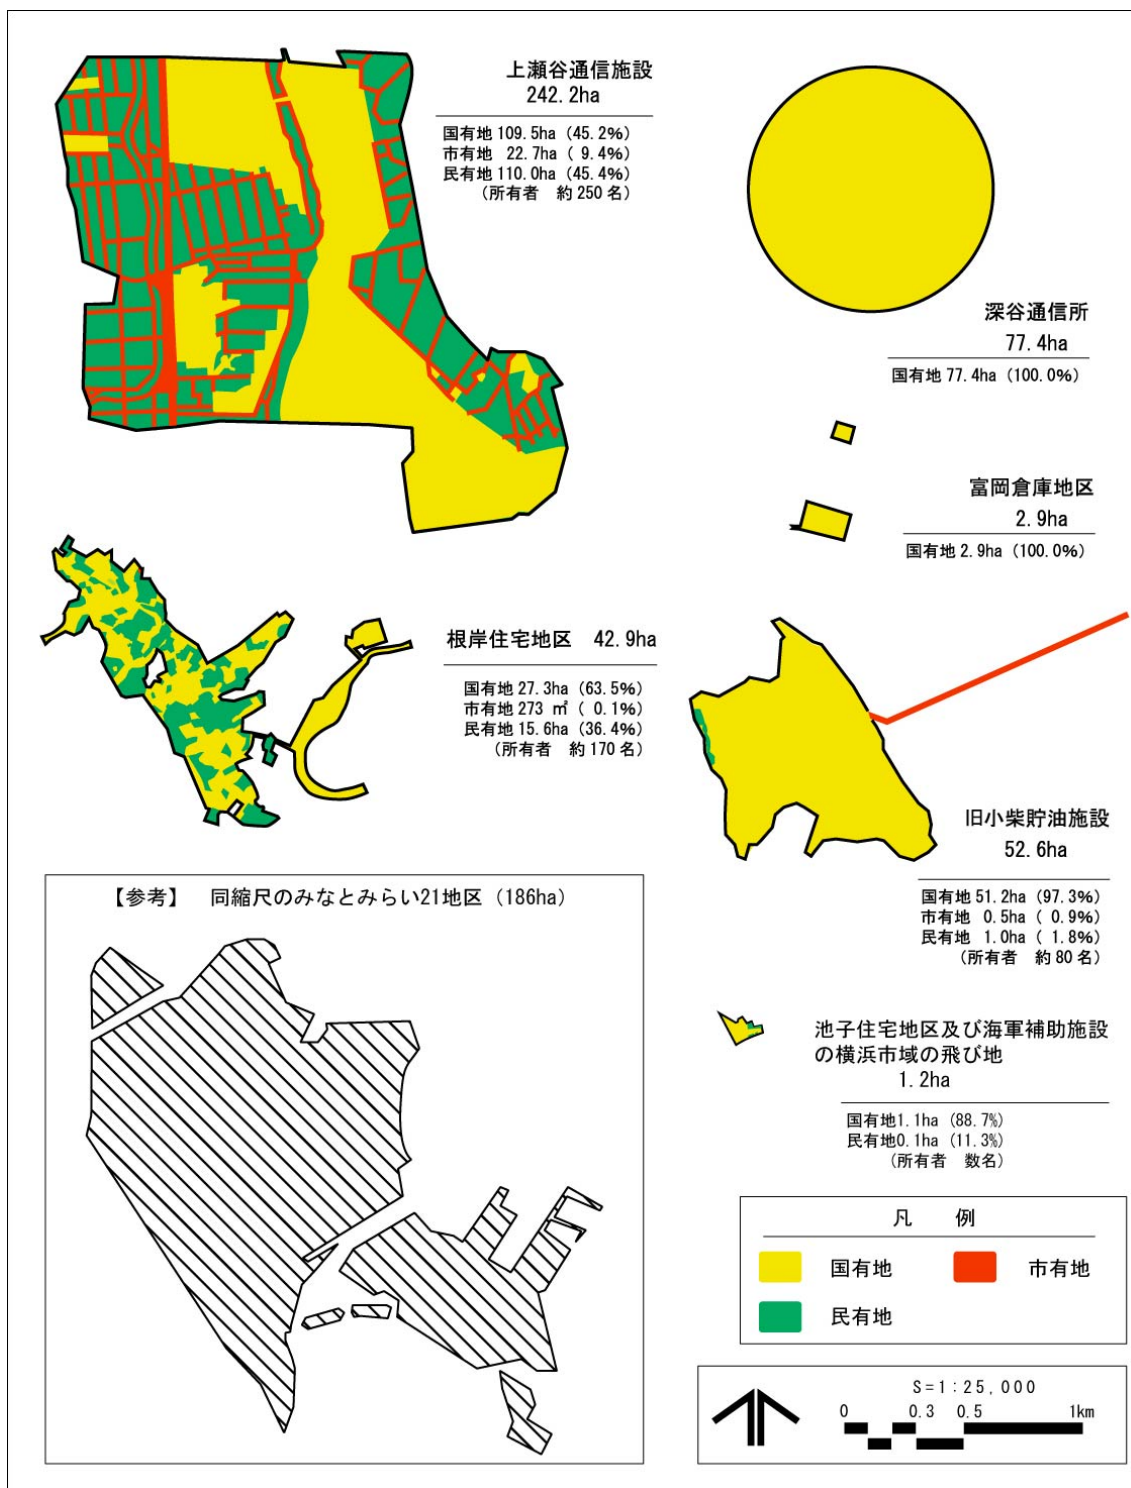 上瀬谷通信施設
242.2ha
国有地 109.5ha (45.2%)
市有地 22.7ha ( 9.4%)
民有地 110.0ha (45.4%)
(所有者 約 250 名)
深谷通信所
77.4ha
国有地 77.4ha (100.0%)
富岡倉庫地区
2.9ha
国有地 2.9ha (100.0%)
根岸住宅地区 42.9ha
国有地 27.3ha (63.5%)
市有地 273 ㎡ ( 0.1%)
民有地 15.6ha (36.4%)
(所有者 約 170 名)
旧小柴貯油施設
52.6ha
国有地 51.2ha (97.3%)
市有地 0.5ha ( 0.9%)
民有地 1.0ha ( 1.8%)
(所有者 約 80 名)
【参考】 同縮尺のみなとみらい21地区 (186ha)
池子住宅地区及び海軍補助施設
の横浜市域の飛び地
1.2ha
国有地1.1ha (88.7%)
民有地0.1ha (11.3%)
(所有者 数名)
凡 例
国有地 市有地
民有地
S=1:25,000
0 0.3 0.5 1km